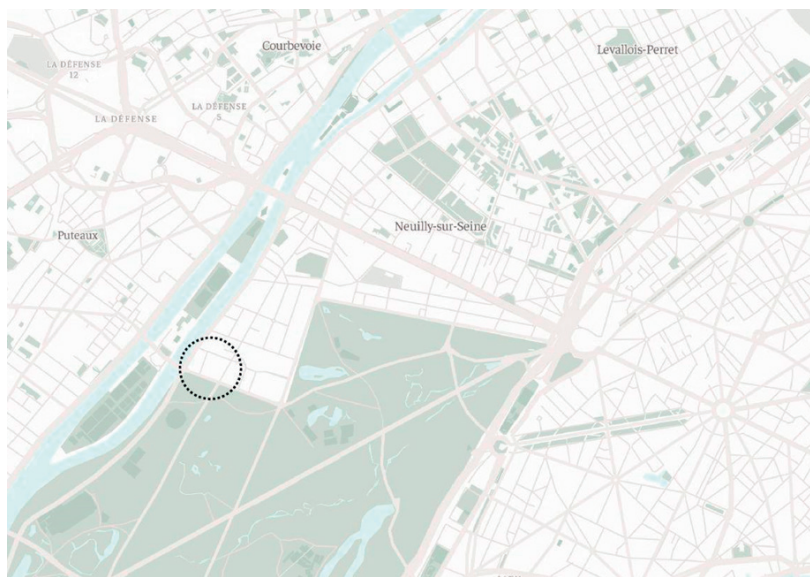 Courbevoie
Levallois-Perret
LA DÉFENSE
12
LA DÉFENSE
5
LA DÉFENSE
Neuilly-sur-Seine
Puteaux